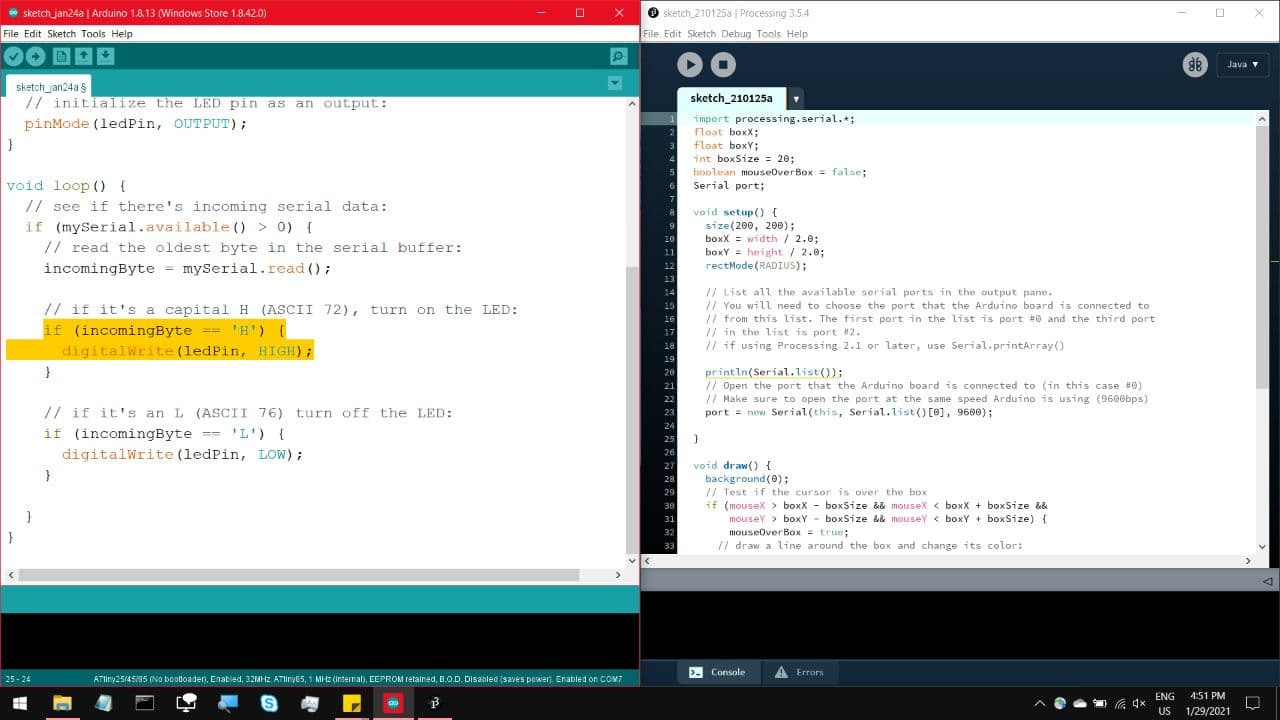 sketch_jan24a | Arduino 1.8.13 (Windows Store 1.8.42.0)
File Edit Sketch Tools Help
sketch_jan24a §
// initialize the LED pin as an output:
pinMode(ledPin, OUTPUT);
}
void loop() {
// see if there's incoming serial data:
if (mySerial.available() > 0) {
// read the oldest byte in the serial buffer:
incomingByte = mySerial.read();
// if it's a capital H (ASCII 72), turn on the LED:
if (incomingByte == 'H') {
digitalWrite(ledPin, HIGH);
}
// if it's an L (ASCII 76) turn off the LED:
if (incomingByte == 'L') {
digitalWrite(ledPin, LOW);
}
}
}
25 - 24
ATtiny25/45/85 (No bootloader), Enabled, 32MHz, ATtiny85, 1 MHz (internal), EEPROM retained, B.O.D. Disabled (saves power), Enabled on COM7
sketch_210125a | Processing 3.5.4
File Edit Sketch Debug Tools Help
Java ▼
sketch_210125a ▼
1 import processing.serial.*;
2 float boxX;
3 float boxY;
4 int boxSize = 20;
5 boolean mouseOverBox = false;
6 Serial port;
7
8 void setup() {
9 size(200, 200);
10 boxX = width / 2.0;
11 boxY = height / 2.0;
12 rectMode(RADIUS);
13
14 // List all the available serial ports in the output pane.
15 // You will need to choose the port that the Arduino board is connected to
16 // from this list. The first port in the list is port #0 and the third port
17 // in the list is port #2.
18 // if using Processing 2.1 or later, use Serial.printArray()
19
20 println(Serial.list());
21 // Open the port that the Arduino board is connected to (in this case #0)
22 // Make sure to open the port at the same speed Arduino is using (9600bps)
23 port = new Serial(this, Serial.list()[0], 9600);
24
25 }
26
27 void draw() {
28 background(0);
29 // Test if the cursor is over the box
30 if (mouseX > boxX - boxSize && mouseX < boxX + boxSize &&
31 mouseY > boxY - boxSize && mouseY < boxY + boxSize) {
32 mouseOverBox = true;
33 // draw a line around the box and change its color:
Console
Errors
ENG
US
4:51 PM
1/29/2021